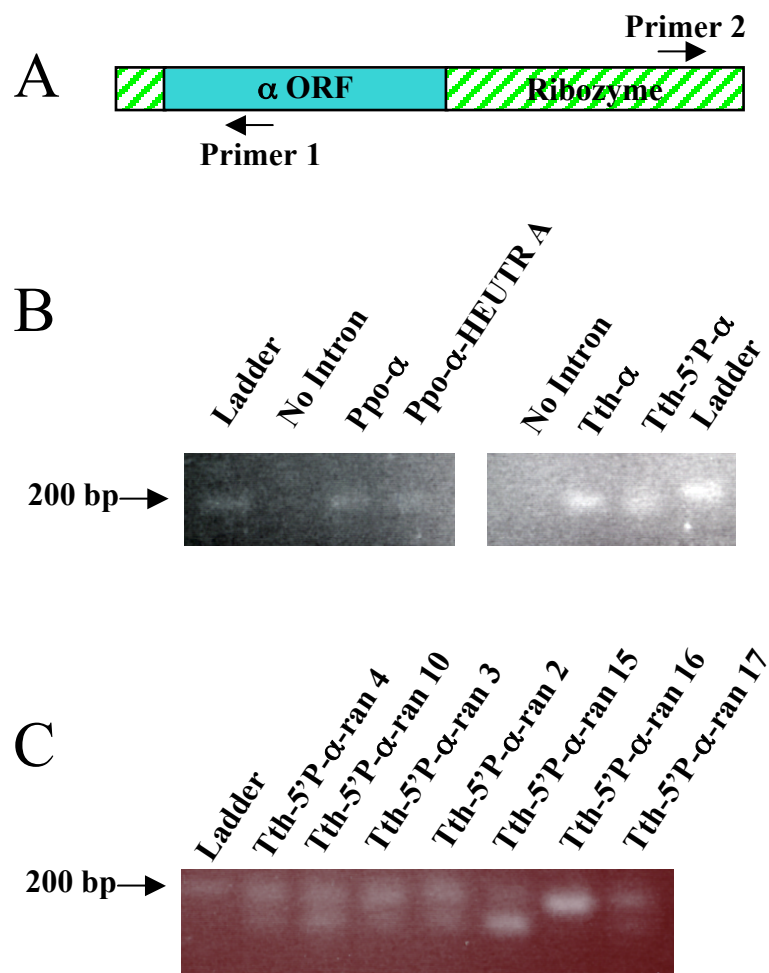 A
Primer 2
α ORF
Ribozyme
Primer 1
B
Ladder
No Intron
Ppo-α
Ppo-α-HEUTR A
No Intron
Tth-α
Tth-5’P-α
Ladder
200 bp
C
Ladder
Tth-5’P-α-ran 4
Tth-5’P-α-ran 10
Tth-5’P-α-ran 3
Tth-5’P-α-ran 2
Tth-5’P-α-ran 15
Tth-5’P-α-ran 16
Tth-5’P-α-ran 17
200 bp